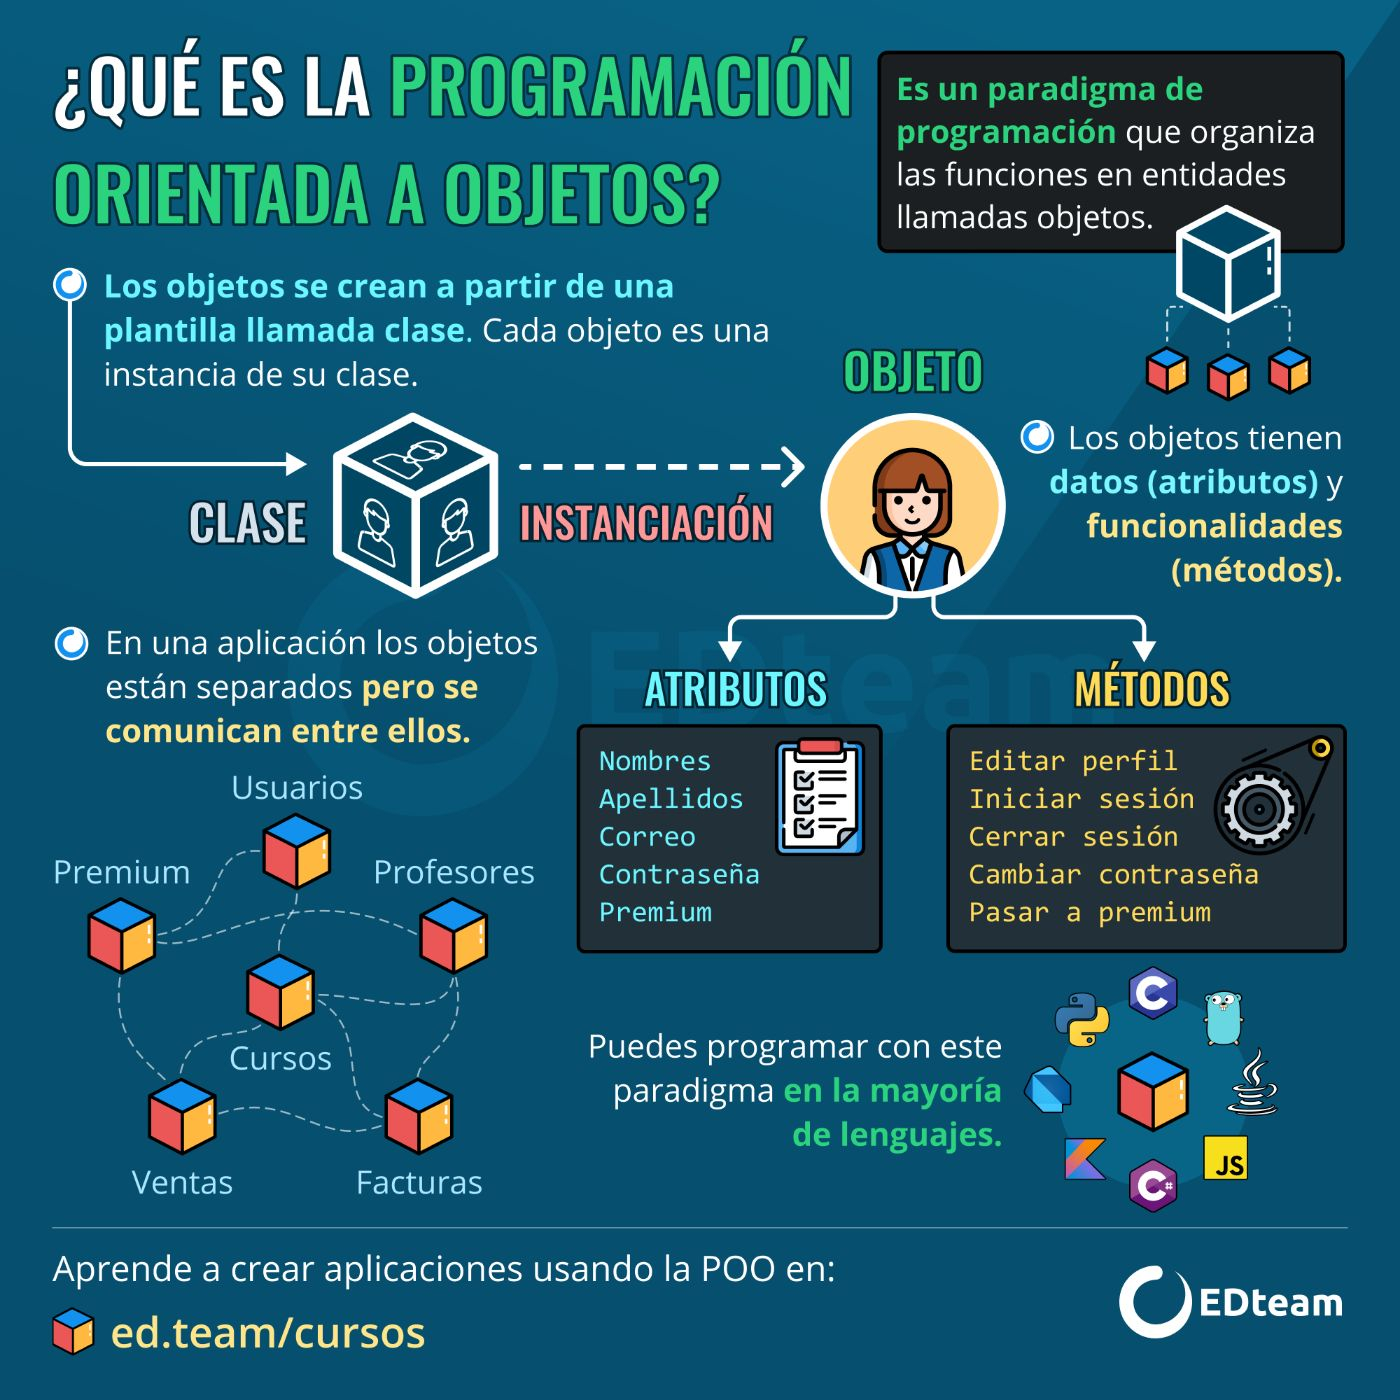 ¿QUÉ ES LA PROGRAMACIÓN
ORIENTADA A OBJETOS?
Es un paradigma de
programación que organiza
las funciones en entidades
llamadas objetos.
Los objetos se crean a partir de una
plantilla llamada clase. Cada objeto es una
instancia de su clase.
CLASE
INSTANCIACIÓN
OBJETO
Los objetos tienen
datos (atributos) y
funcionalidades
(métodos).
En una aplicación los objetos
están separados pero se
comunican entre ellos.
Usuarios
Premium
Profesores
Cursos
Ventas
Facturas
ATRIBUTOS
Nombres
Apellidos
Correo
Contraseña
Premium
MÉTODOS
Editar perfil
Iniciar sesión
Cerrar sesión
Cambiar contraseña
Pasar a premium
EDteam
Puedes programar con este
paradigma en la mayoría
de lenguajes.
C
JS
C#
Aprende a crear aplicaciones usando la POO en:
ed.team/cursos
EDteam